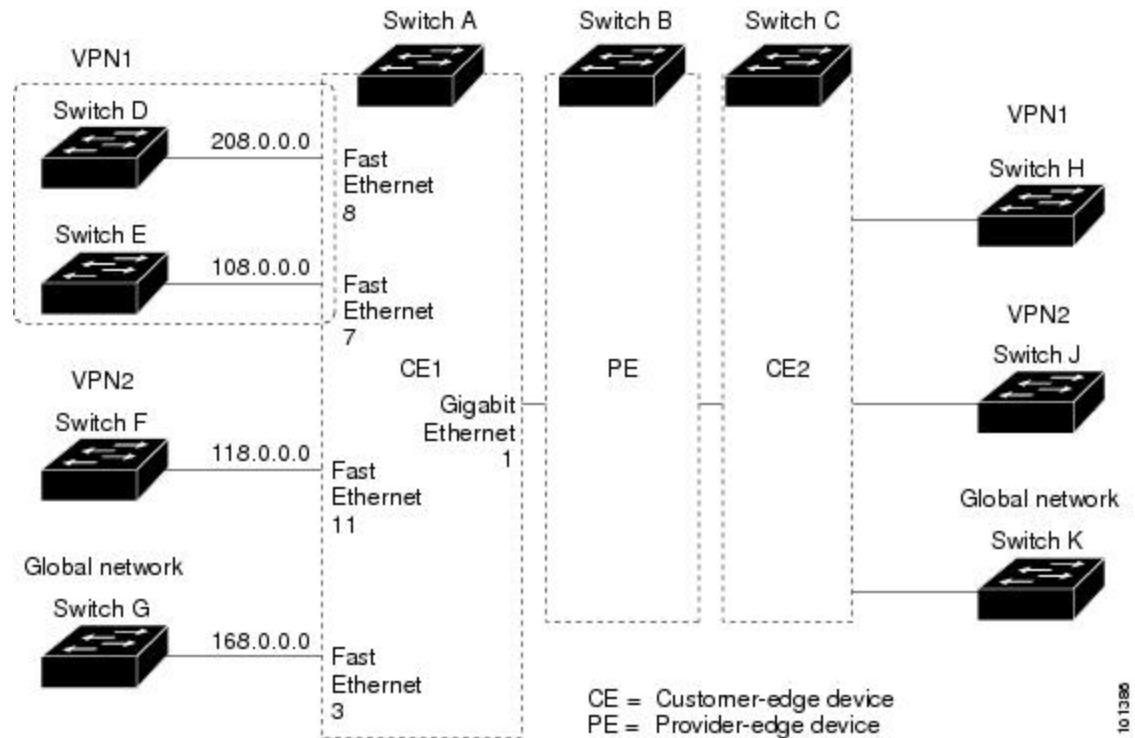 Switch A
Switch B
Switch C
VPN1
Switch D
208.0.0.0
Fast
Ethernet
8
Switch E
108.0.0.0
Fast
Ethernet
7
VPN2
Switch F
118.0.0.0
Fast
Ethernet
11
Global network
Switch G
168.0.0.0
Fast
Ethernet
3
CE1
Gigabit
Ethernet
1
PE
CE2
VPN1
Switch H
VPN2
Switch J
Global network
Switch K
CE = Customer-edge device
PE = Provider-edge device
101386